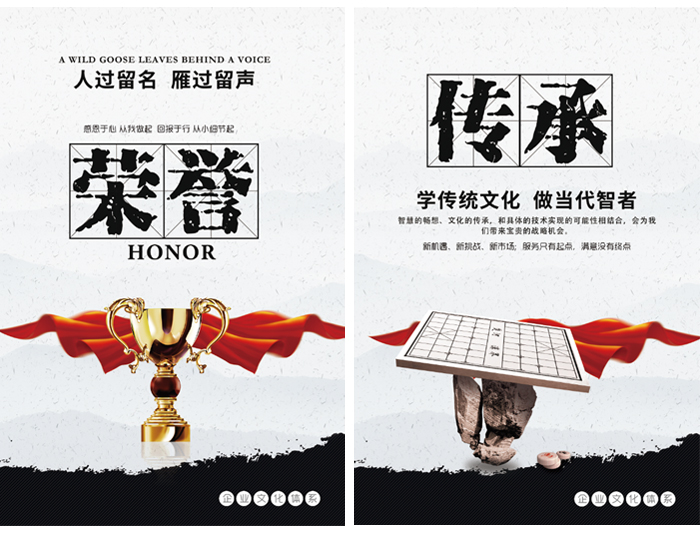 A WILD GOOSE LEAVES BEHIND A VOICE
人过留名 雁过留声
感恩于心 从我做起 回报于行 从小细节起
荣誉
HONOR
企业文化体系
传承
学传统文化 做当代智者
智慧的畅想、文化的传承，和具体的技术实现的可能性相结合，会为我
们带来宝贵的战略机会。
新机遇、新挑战、新市场; 服务只有起点，满意没有终点
企业文化体系